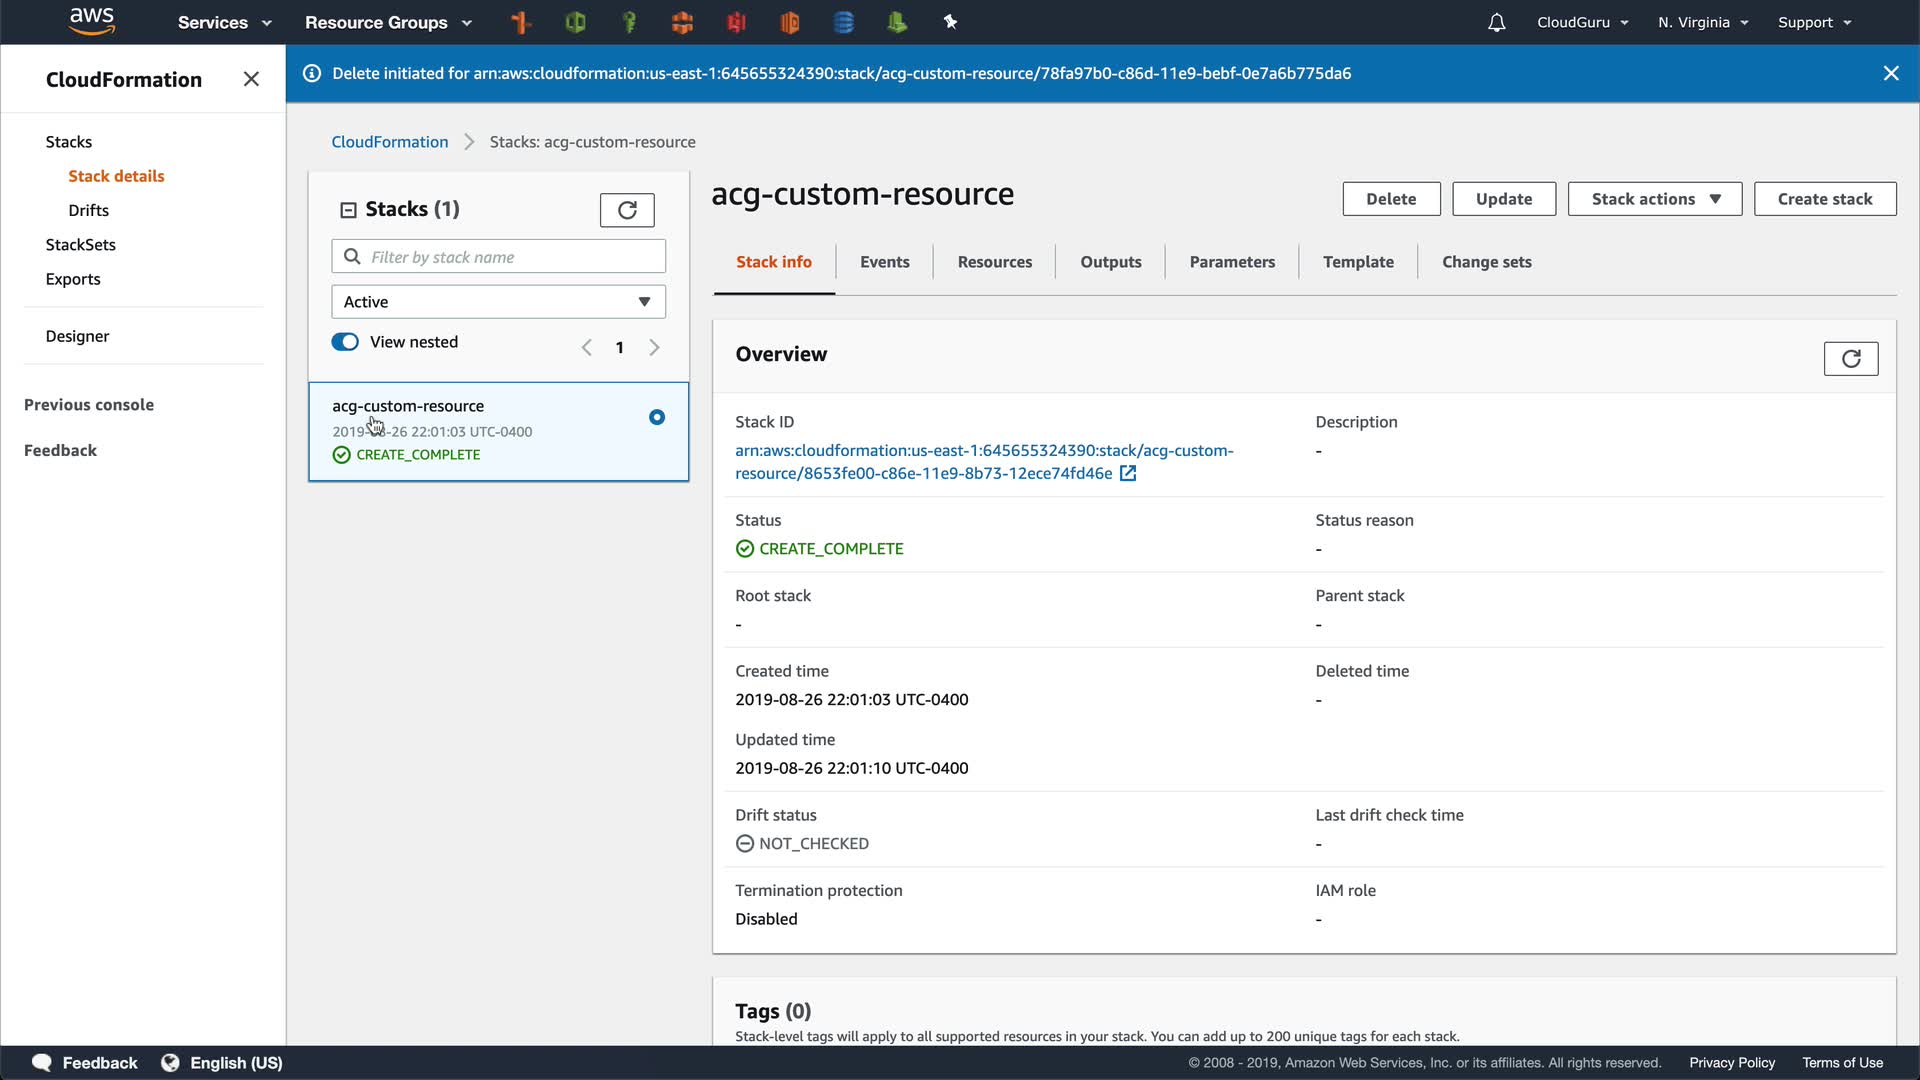 aws
Services
Resource Groups
CloudGuru
N. Virginia
Support
CloudFormation
Delete initiated for arn:aws:cloudformation:us-east-1:645655324390:stack/acg-custom-resource/78fa97b0-c86d-11e9-bebf-0e7a6b775da6
Stacks
Stack details
Drifts
StackSets
Exports
Designer
Previous console
Feedback
CloudFormation
Stacks: acg-custom-resource
Stacks (1)
Filter by stack name
Active
View nested
1
acg-custom-resource
2019-08-26 22:01:03 UTC-0400
CREATE_COMPLETE
acg-custom-resource
Delete
Update
Stack actions
Create stack
Stack info
Events
Resources
Outputs
Parameters
Template
Change sets
Overview
Stack ID
arn:aws:cloudformation:us-east-1:645655324390:stack/acg-custom-
resource/8653fe00-c86e-11e9-8b73-12ece74fd46e
Description
-
Status
CREATE_COMPLETE
Status reason
-
Root stack
-
Parent stack
-
Created time
2019-08-26 22:01:03 UTC-0400
Deleted time
-
Updated time
2019-08-26 22:01:10 UTC-0400
Drift status
NOT_CHECKED
Last drift check time
-
Termination protection
Disabled
IAM role
-
Tags (0)
Stack-level tags will apply to all supported resources in your stack. You can add up to 200 unique tags for each stack.
Feedback
English (US)
© 2008 - 2019, Amazon Web Services, Inc. or its affiliates. All rights reserved.
Privacy Policy
Terms of Use